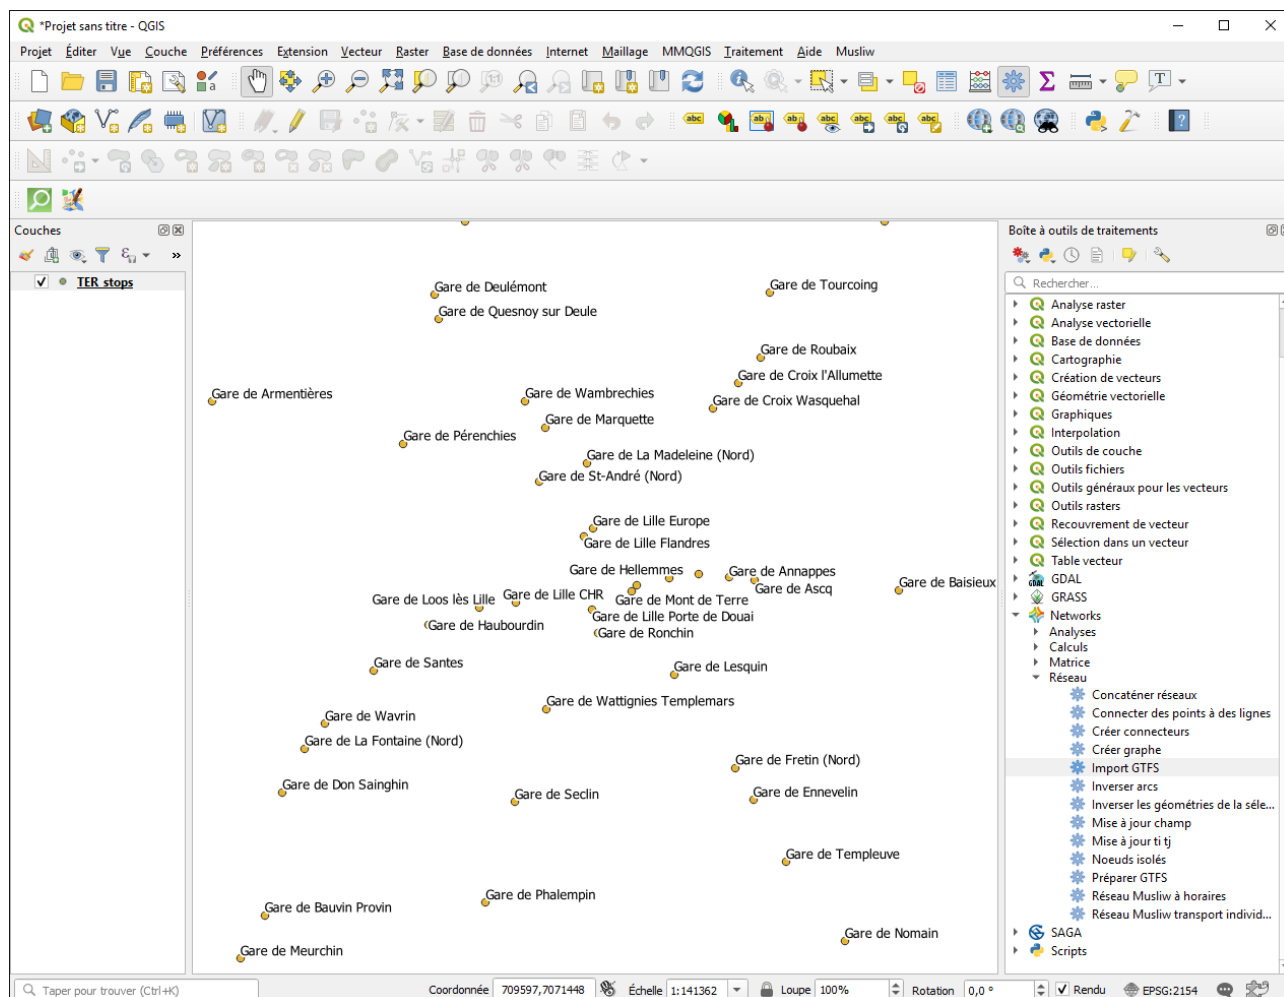 *Projet sans titre - QGIS
Projet Éditer Vue Couche Préférences Extension Vecteur Raster Base de données Internet Maillage MMQGIS Traitement Aide Musliw
Couches
TER stops
Gare de Deulémont
Gare de Tourcoing
Gare de Quesnoy sur Deule
Gare de Roubaix
Gare de Croix l'Allumette
Gare de Armentières
Gare de Wambrechies
Gare de Croix Wasquehal
Gare de Marquette
Gare de Pérenchies
Gare de La Madeleine (Nord)
Gare de St-André (Nord)
Gare de Lille Europe
Gare de Lille Flandres
Gare de Hellemmes
Gare de Annappes
Gare de Baisieux
Gare de Ascq
Gare de Loos lès Lille
Gare de Lille CHR
Gare de Mont de Terre
Gare de Lille Porte de Douai
Gare de Haubourdin
Gare de Ronchin
Gare de Santes
Gare de Lesquin
Gare de Wattignies Templemars
Gare de Wavrin
Gare de La Fontaine (Nord)
Gare de Fretin (Nord)
Gare de Don Sainghin
Gare de Seclin
Gare de Ennevelin
Gare de Templeuve
Gare de Phalempin
Gare de Bauvin Provin
Gare de Nomain
Gare de Meurchin
Boîte à outils de traitements
Rechercher...
Analyse raster
Analyse vectorielle
Base de données
Cartographie
Création de vecteurs
Géométrie vectorielle
Graphiques
Interpolation
Outils de couche
Outils fichiers
Outils généraux pour les vecteurs
Outils rasters
Recouvrement de vecteur
Sélection dans un vecteur
Table vecteur
GDAL
GRASS
Networks
Analyses
Calculs
Matrice
Réseau
Concaténer réseaux
Connecter des points à des lignes
Créer connecteurs
Créer graphe
Import GTFS
Inverser arcs
Inverser les géométries de la séle...
Mise à jour champ
Mise à jour ti tj
Noeuds isolés
Préparer GTFS
Réseau Musliw à horaires
Réseau Musliw transport individ...
SAGA
Scripts
Taper pour trouver (Ctrl+K)
Coordonnée 709597,7071448 Échelle 1:141362 Loupe 100% Rotation 0,0 ° Rendu EPSG:2154